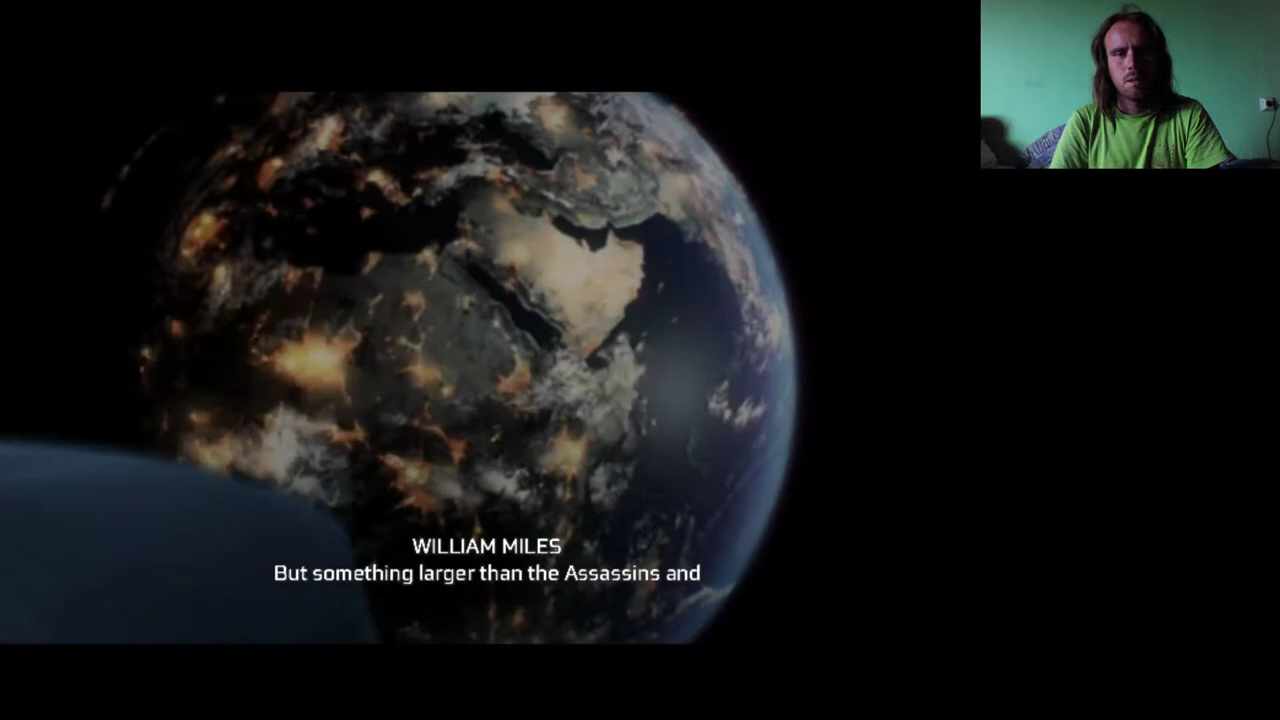 WILLIAM MILES
But something larger than the Assassins and